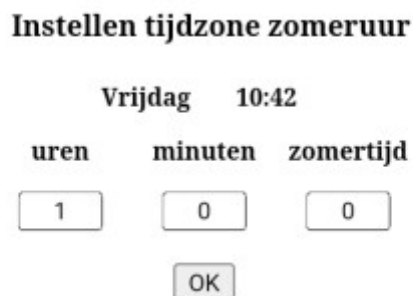 Instellen tijdzone zomeruur
Vrijdag 10:42
uren minuten zomertijd
1 0 0
OK